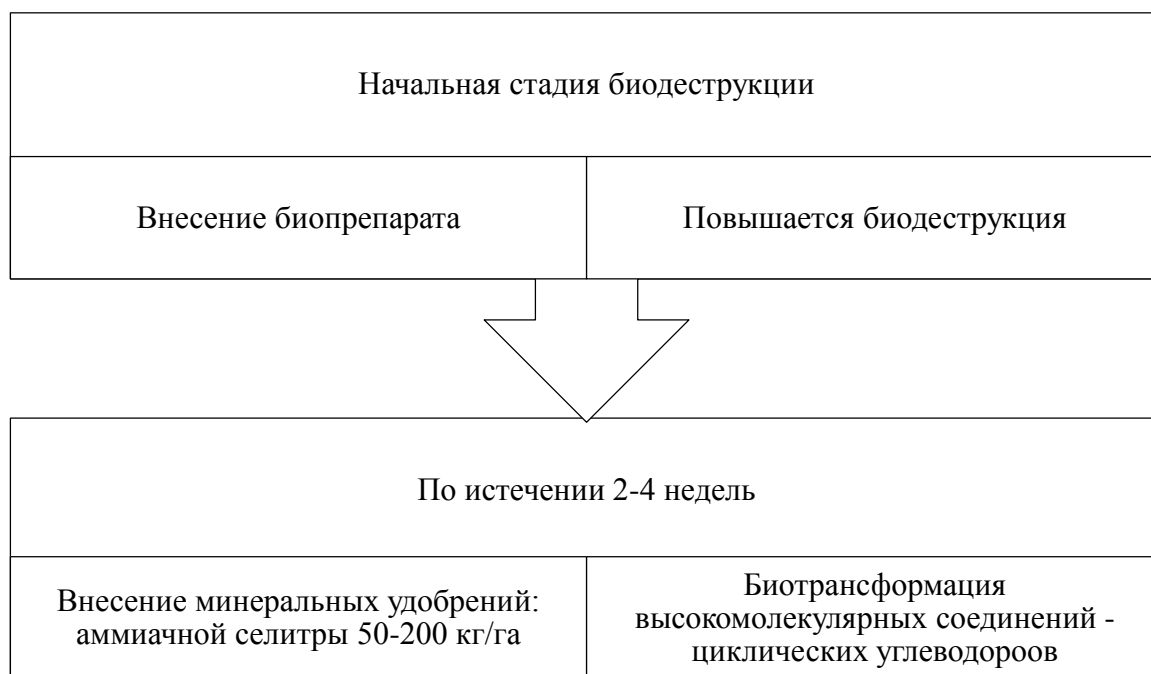 Начальная стадия биодеструкции
Внесение биопрепарата
Повышается биодеструкция
По истечении 2-4 недель
Внесение минеральных удобрений:
аммиачной селитры 50-200 кг/га
Биотрансформация
высокомолекулярных соединений -
циклических углеводороов